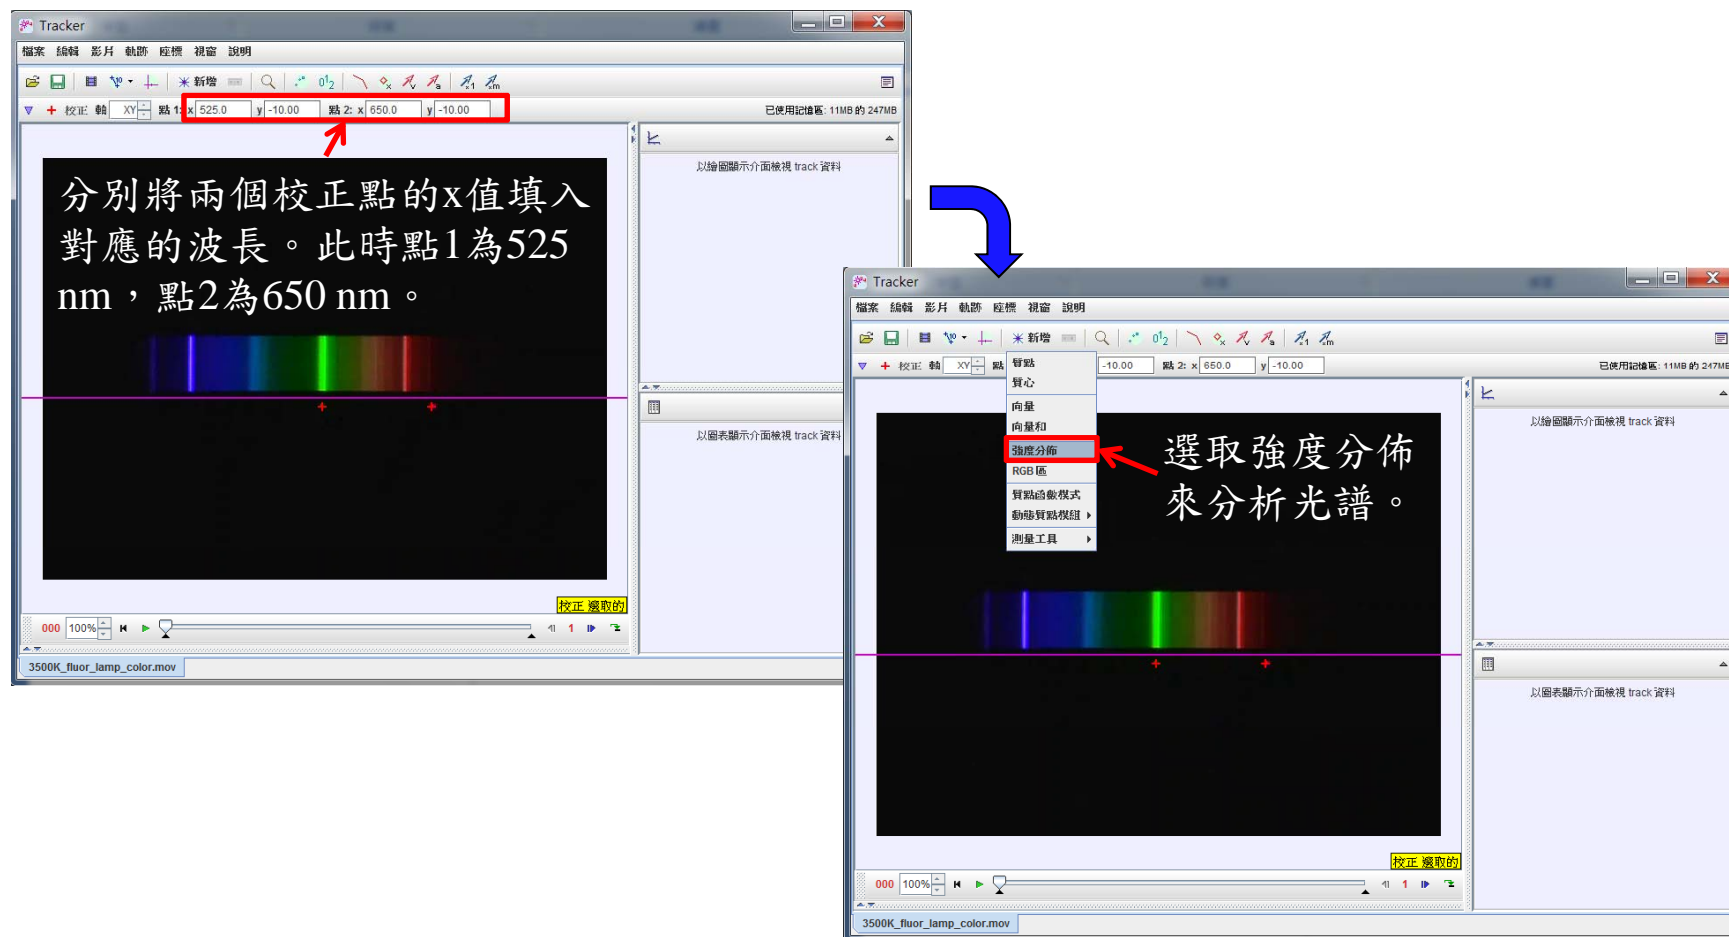 Tracker
檔案 編輯 影片 軌跡 座標 視窗 說明
新增
校正 軸 XY 點 1: x 525.0 y -10.00 點 2: x 650.0 y -10.00 已使用記憶區: 11MB 的 247MB
以繪圖顯示介面檢視 track 資料
分別將兩個校正點的x值填入
對應的波長。此時點1為525
nm，點2為650 nm。
以圖表顯示介面檢視 track 資料
校正 選取的
000 100% 1
3500K_fluor_lamp_color.mov
Tracker
檔案 編輯 影片 軌跡 座標 視窗 說明
新增
校正 軸 XY 點 -10.00 點 2: x 650.0 y -10.00 已使用記憶區: 11MB 的 247MB
質點
質心
向量
向量和
強度分佈
RGB 區
質點函數模式
動態質點模組
測量工具
選取強度分佈
來分析光譜。
以繪圖顯示介面檢視 track 資料
以圖表顯示介面檢視 track 資料
校正 選取的
000 100% 1
3500K_fluor_lamp_color.mov